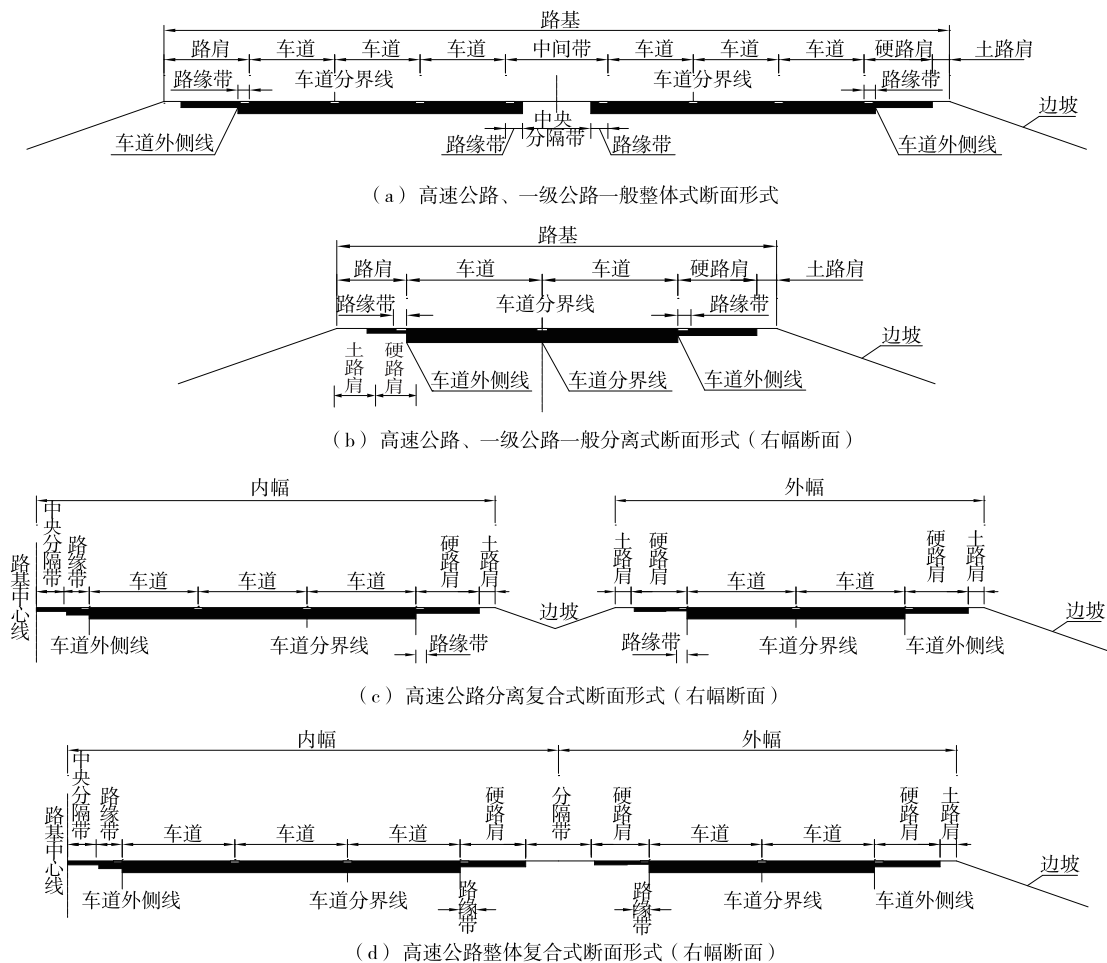 路基
路肩 车道 车道 车道 中间带 车道 车道 车道 硬路肩 土路肩
路缘带 车道分界线 车道分界线 路缘带
边坡
车道外侧线 路缘带 中央分隔带 路缘带 车道外侧线
（a）高速公路、一级公路一般整体式断面形式
路基
路肩 车道 车道 硬路肩 土路肩
路缘带 车道分界线 路缘带
边坡
土路肩 硬路肩 车道外侧线 车道分界线 车道外侧线
（b）高速公路、一级公路一般分离式断面形式（右幅断面）
内幅 外幅
路基中心线 中央分隔带 路缘带 车道 车道 车道 硬路肩 土路肩 土路肩 硬路肩 车道 车道 硬路肩 土路肩
边坡 边坡
车道外侧线 车道分界线 路缘带 路缘带 车道分界线 车道外侧线
（c）高速公路分离复合式断面形式（右幅断面）
内幅 外幅
路基中心线 中央分隔带 路缘带 车道 车道 车道 硬路肩 分隔带 硬路肩 车道 车道 硬路肩 土路肩
边坡
车道外侧线 车道分界线 路缘带 路缘带 车道分界线 车道外侧线
（d）高速公路整体复合式断面形式（右幅断面）